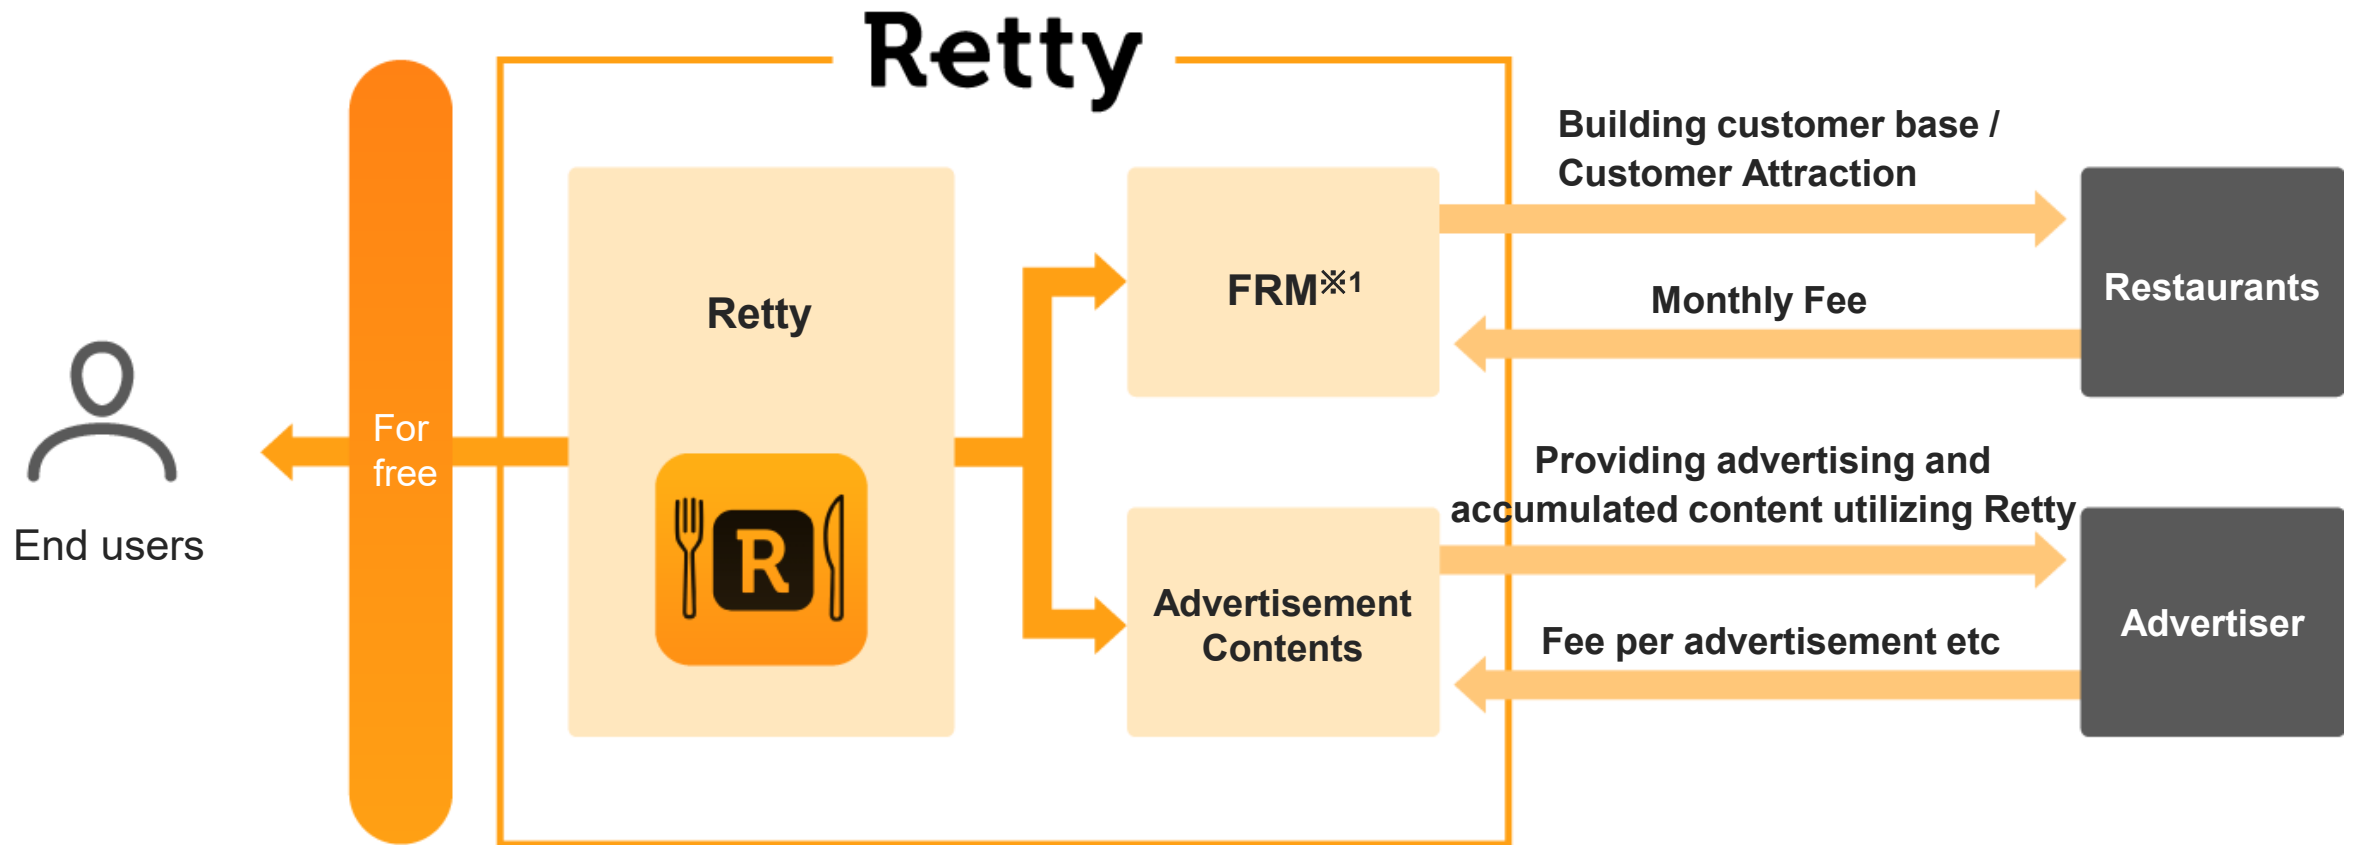 Retty
Building customer base /
Customer Attraction
Retty
FRM※1
Monthly Fee
Restaurants
For
free
End users
R
Providing advertising and
accumulated content utilizing Retty
Advertisement
Contents
Fee per advertisement etc
Advertiser